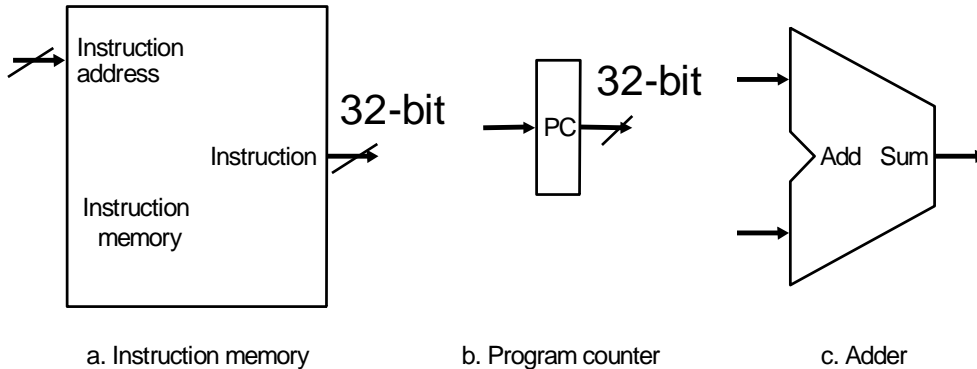 Instruction
address
32-bit
Instruction
Instruction
memory
32-bit
PC
Add Sum
a. Instruction memory
b. Program counter
c. Adder